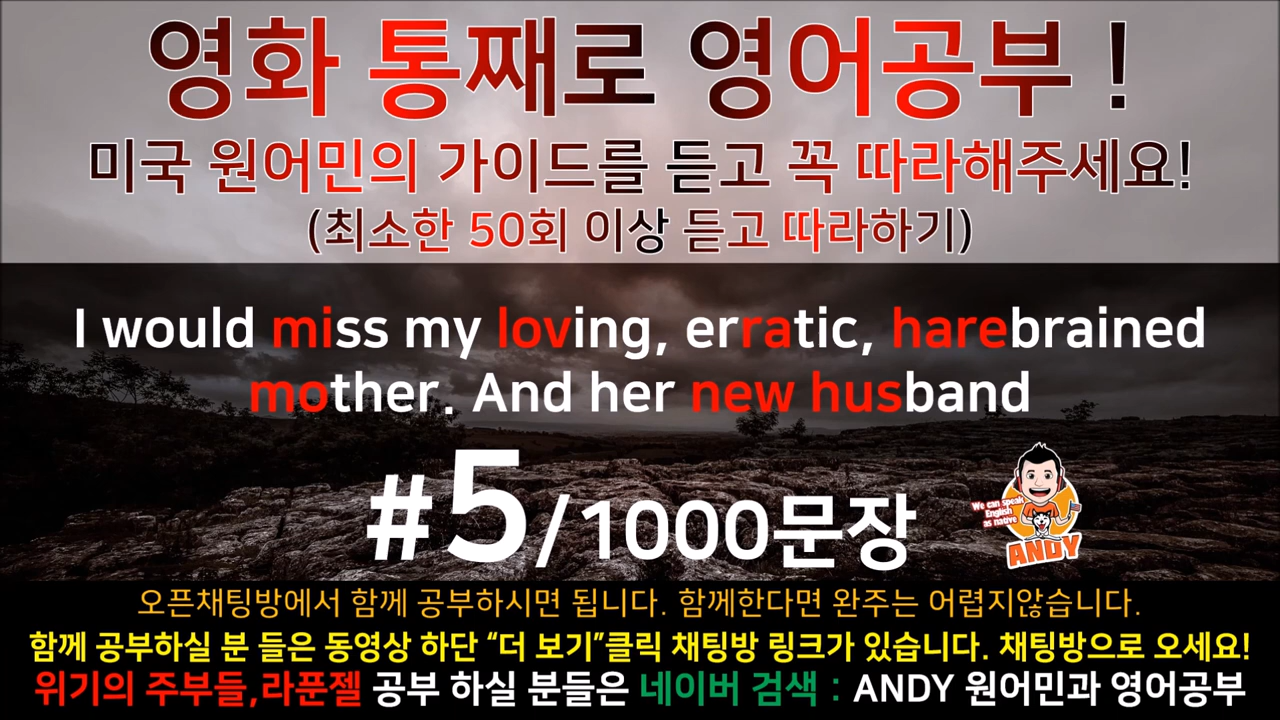 영화 통째로 영어공부 !
미국 원어민의 가이드를 듣고 꼭 따라해주세요!
(최소한 50회 이상 듣고 따라하기)
I would miss my loving, erratic, harebrained
mother. And her new husband
#5/1000문장
We can speak
English
as native
ANDY
오픈채팅방에서 함께 공부하시면 됩니다. 함께한다면 완주는 어렵지않습니다.
함께 공부하실 분 들은 동영상 하단 “더 보기”클릭 채팅방 링크가 있습니다. 채팅방으로 오세요!
위기의 주부들,라푼젤 공부 하실 분들은 네이버 검색 : ANDY 원어민과 영어공부